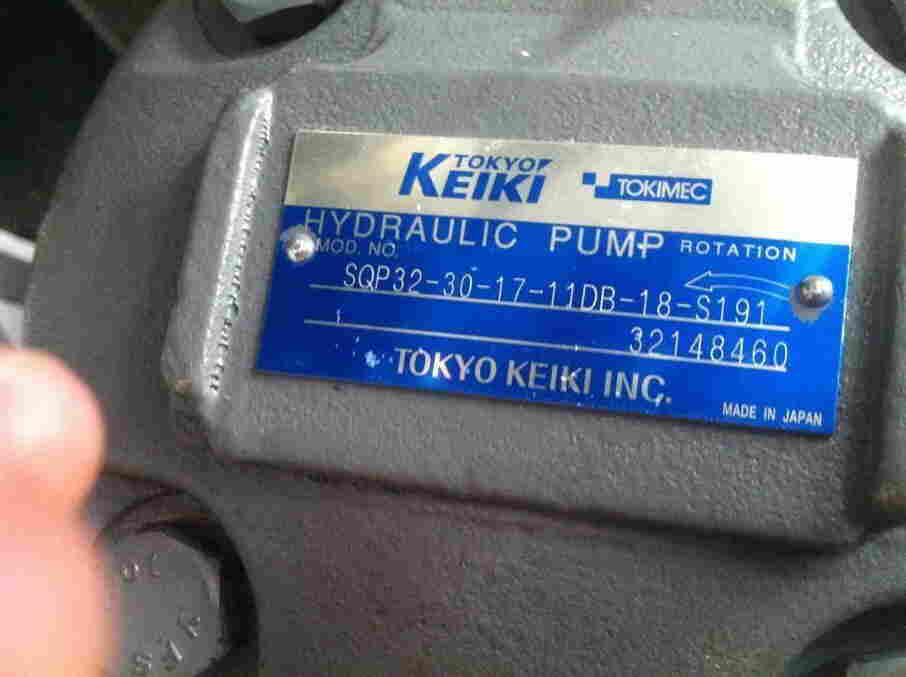 TOKYO
KEIKI
TOKIMEC
HYDRAULIC PUMP ROTATION
MOD. NO.
SQP32-30-17-11DB-18-S191
32148460
TOKYO KEIKI INC.
MADE IN JAPAN